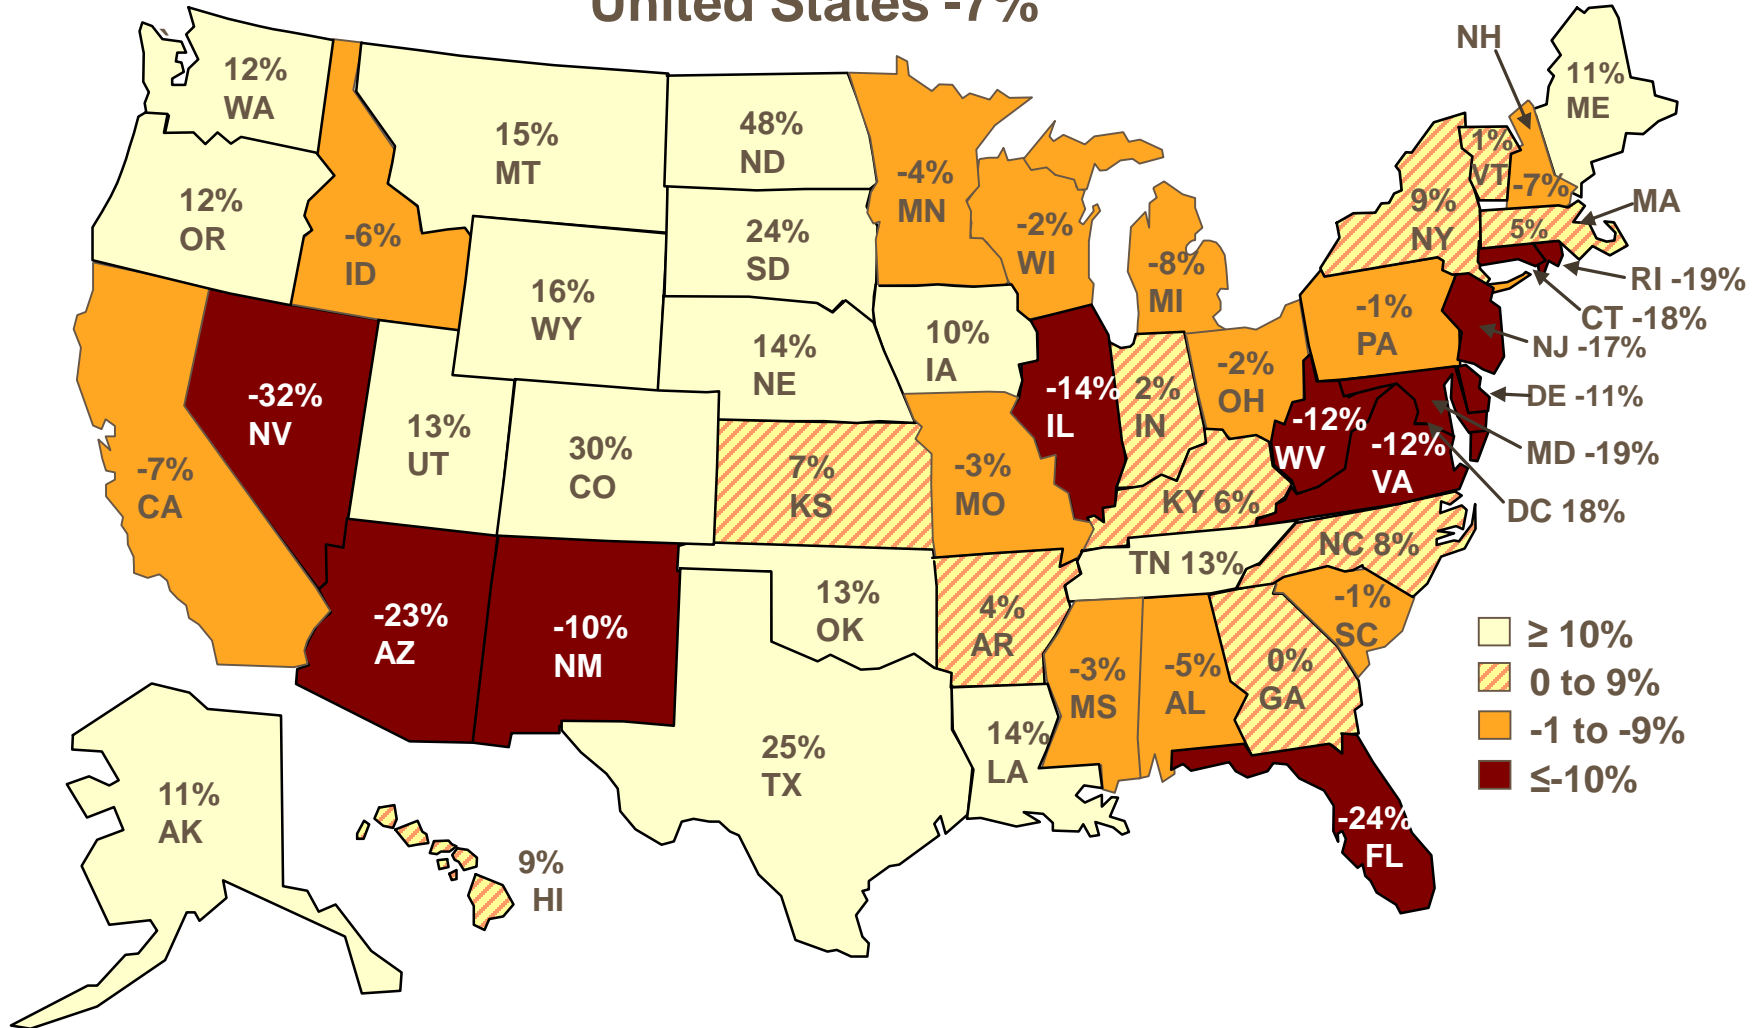 United States -7%
NH
12%
WA
11%
ME
15%
MT
48%
ND
-4%
MN
1%
VT
-7%
MA
12%
OR
-6%
ID
24%
SD
-2%
WI
9%
NY
5%
-8%
MI
RI -19%
16%
WY
-1%
PA
CT -18%
NJ -17%
10%
IA
14%
NE
-14%
IL
2%
IN
-2%
OH
DE -11%
-32%
NV
13%
UT
30%
CO
-12%
WV
-12%
VA
MD -19%
-7%
CA
7%
KS
-3%
MO
KY 6%
DC 18%
NC 8%
TN 13%
-23%
AZ
-10%
NM
13%
OK
4%
AR
-1%
SC
-3%
MS
-5%
AL
0%
GA
≥ 10%
0 to 9%
-1 to -9%
≤-10%
25%
TX
14%
LA
11%
AK
-24%
FL
9%
HI